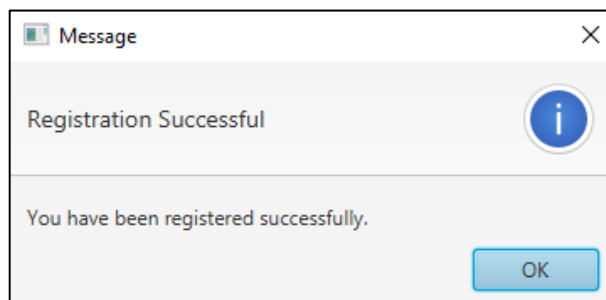 Message
Registration Successful
i
You have been registered successfully.
OK